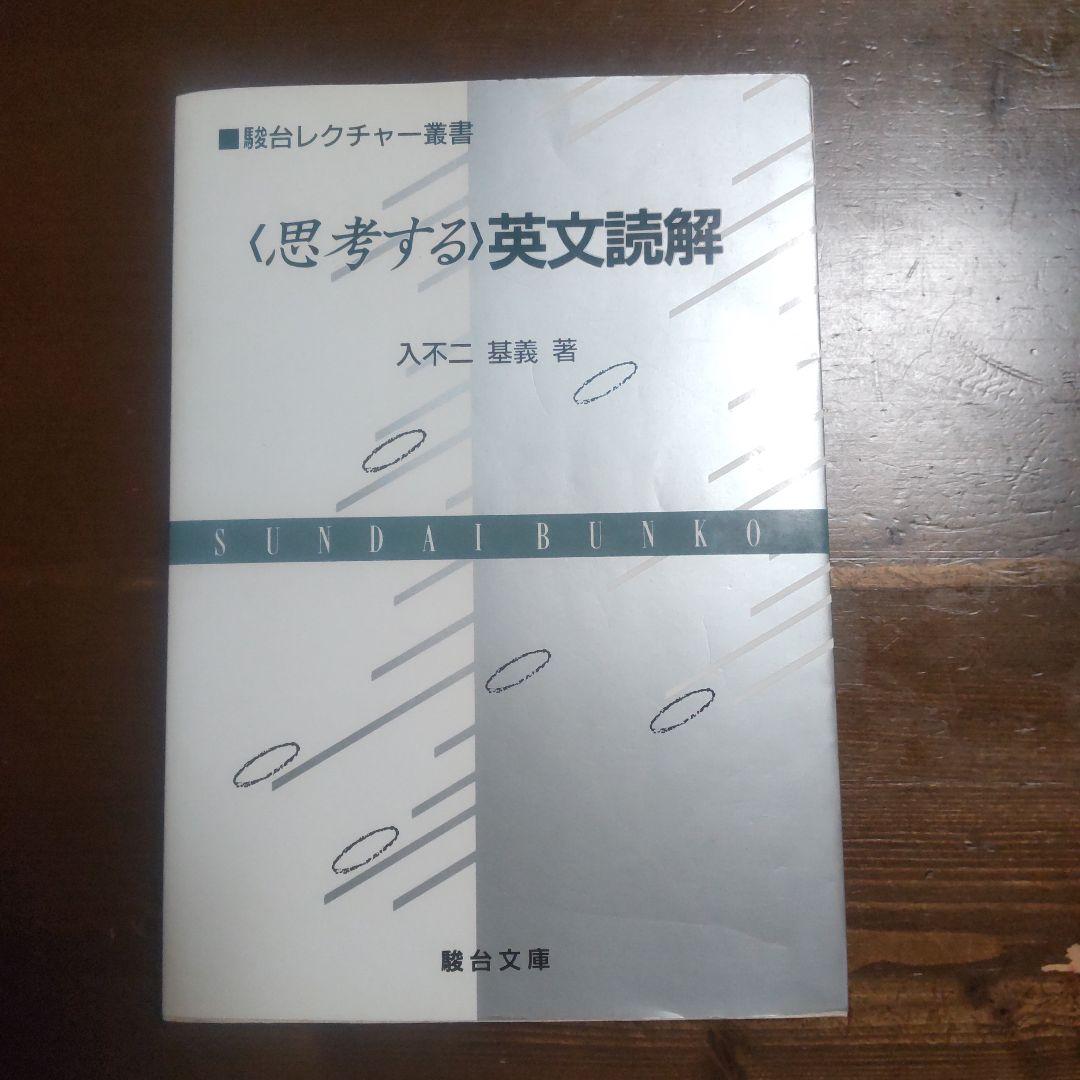 ■駿台レクチャー叢書
〈思考する〉英文読解
入不二 基義 著
SUNDAI BUNKO
駿台文庫